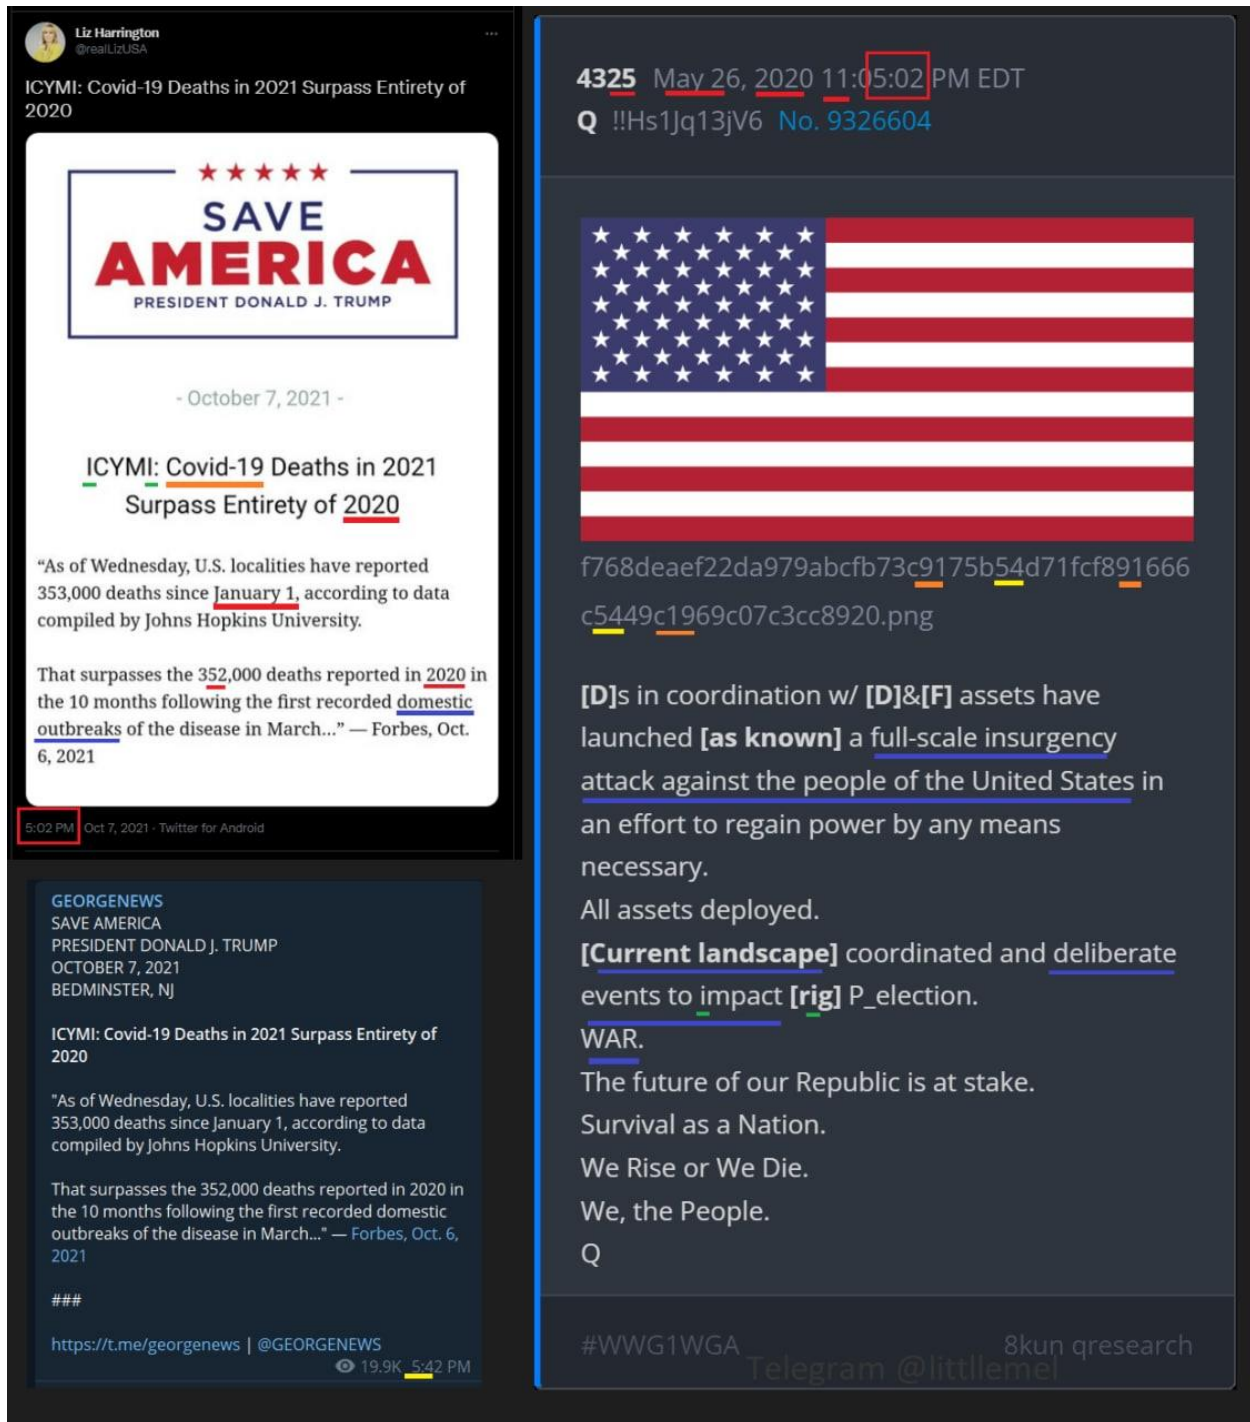 Liz Harrington
@realLizUSA
ICYMI: Covid-19 Deaths in 2021 Surpass Entirety of
2020
SAVE
AMERICA
PRESIDENT DONALD J. TRUMP
- October 7, 2021 -
ICYMI: Covid-19 Deaths in 2021
Surpass Entirety of 2020
“As of Wednesday, U.S. localities have reported
353,000 deaths since January 1, according to data
compiled by Johns Hopkins University.
That surpasses the 352,000 deaths reported in 2020 in
the 10 months following the first recorded domestic
outbreaks of the disease in March...” — Forbes, Oct.
6, 2021
5:02 PM · Oct 7, 2021 · Twitter for Android
GEORGENEWS
SAVE AMERICA
PRESIDENT DONALD J. TRUMP
OCTOBER 7, 2021
BEDMINSTER, NJ
ICYMI: Covid-19 Deaths in 2021 Surpass Entirety of
2020
"As of Wednesday, U.S. localities have reported
353,000 deaths since January 1, according to data
compiled by Johns Hopkins University.
That surpasses the 352,000 deaths reported in 2020 in
the 10 months following the first recorded domestic
outbreaks of the disease in March..." — Forbes, Oct. 6,
2021
###
https://t.me/georgenews | @GEORGENEWS
19.9K 5:42 PM
4325 May 26, 2020 11:05:02 PM EDT
Q !!Hs1Jq13jV6 No. 9326604
f768deaef22da979abcfb73c9175b54d71fcf891666
c5449c1969c07c3cc8920.png
[D]s in coordination w/ [D]&[F] assets have
launched [as known] a full-scale insurgency
attack against the people of the United States in
an effort to regain power by any means
necessary.
All assets deployed.
[Current landscape] coordinated and deliberate
events to impact [rig] P_election.
WAR.
The future of our Republic is at stake.
Survival as a Nation.
We Rise or We Die.
We, the People.
Q
#WWG1WGA 8kun qresearch
Telegram @littllemel